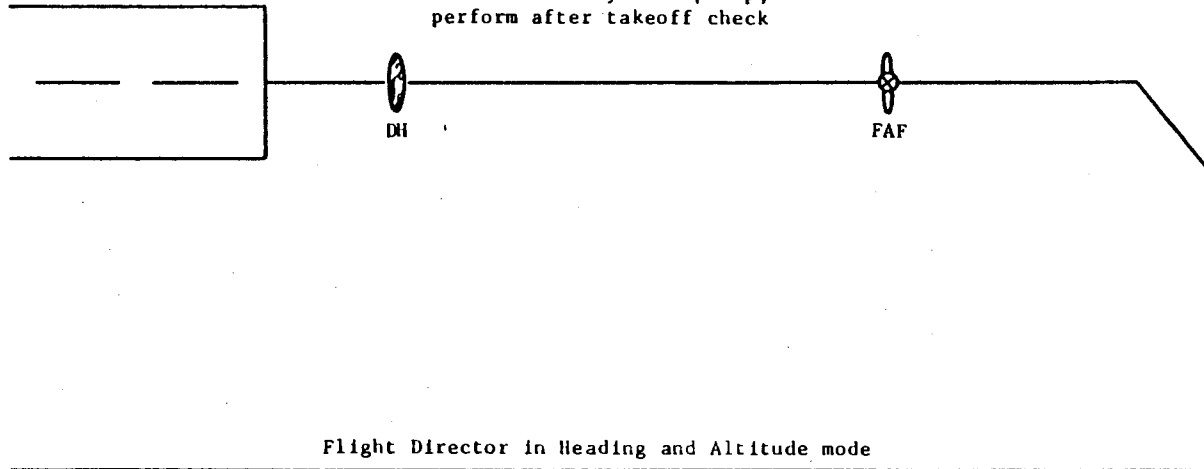 perform after takeoff check
DH
FAF
Flight Director in Heading and Altitude mode